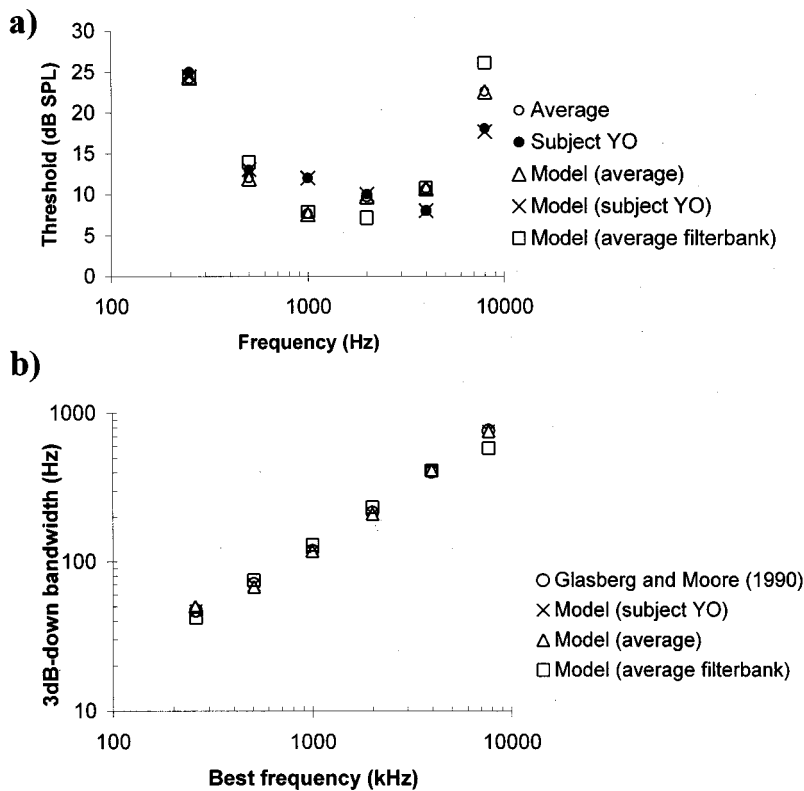 a)
30
25
20
15
10
5
0
Threshold (dB SPL)
100
1000
10000
Frequency (Hz)
Average
Subject YO
Model (average)
Model (subject YO)
Model (average filterbank)
b)
1000
100
10
3dB-down bandwidth (Hz)
100
1000
10000
Best frequency (kHz)
Glasberg and Moore (1990)
Model (subject YO)
Model (average)
Model (average filterbank)